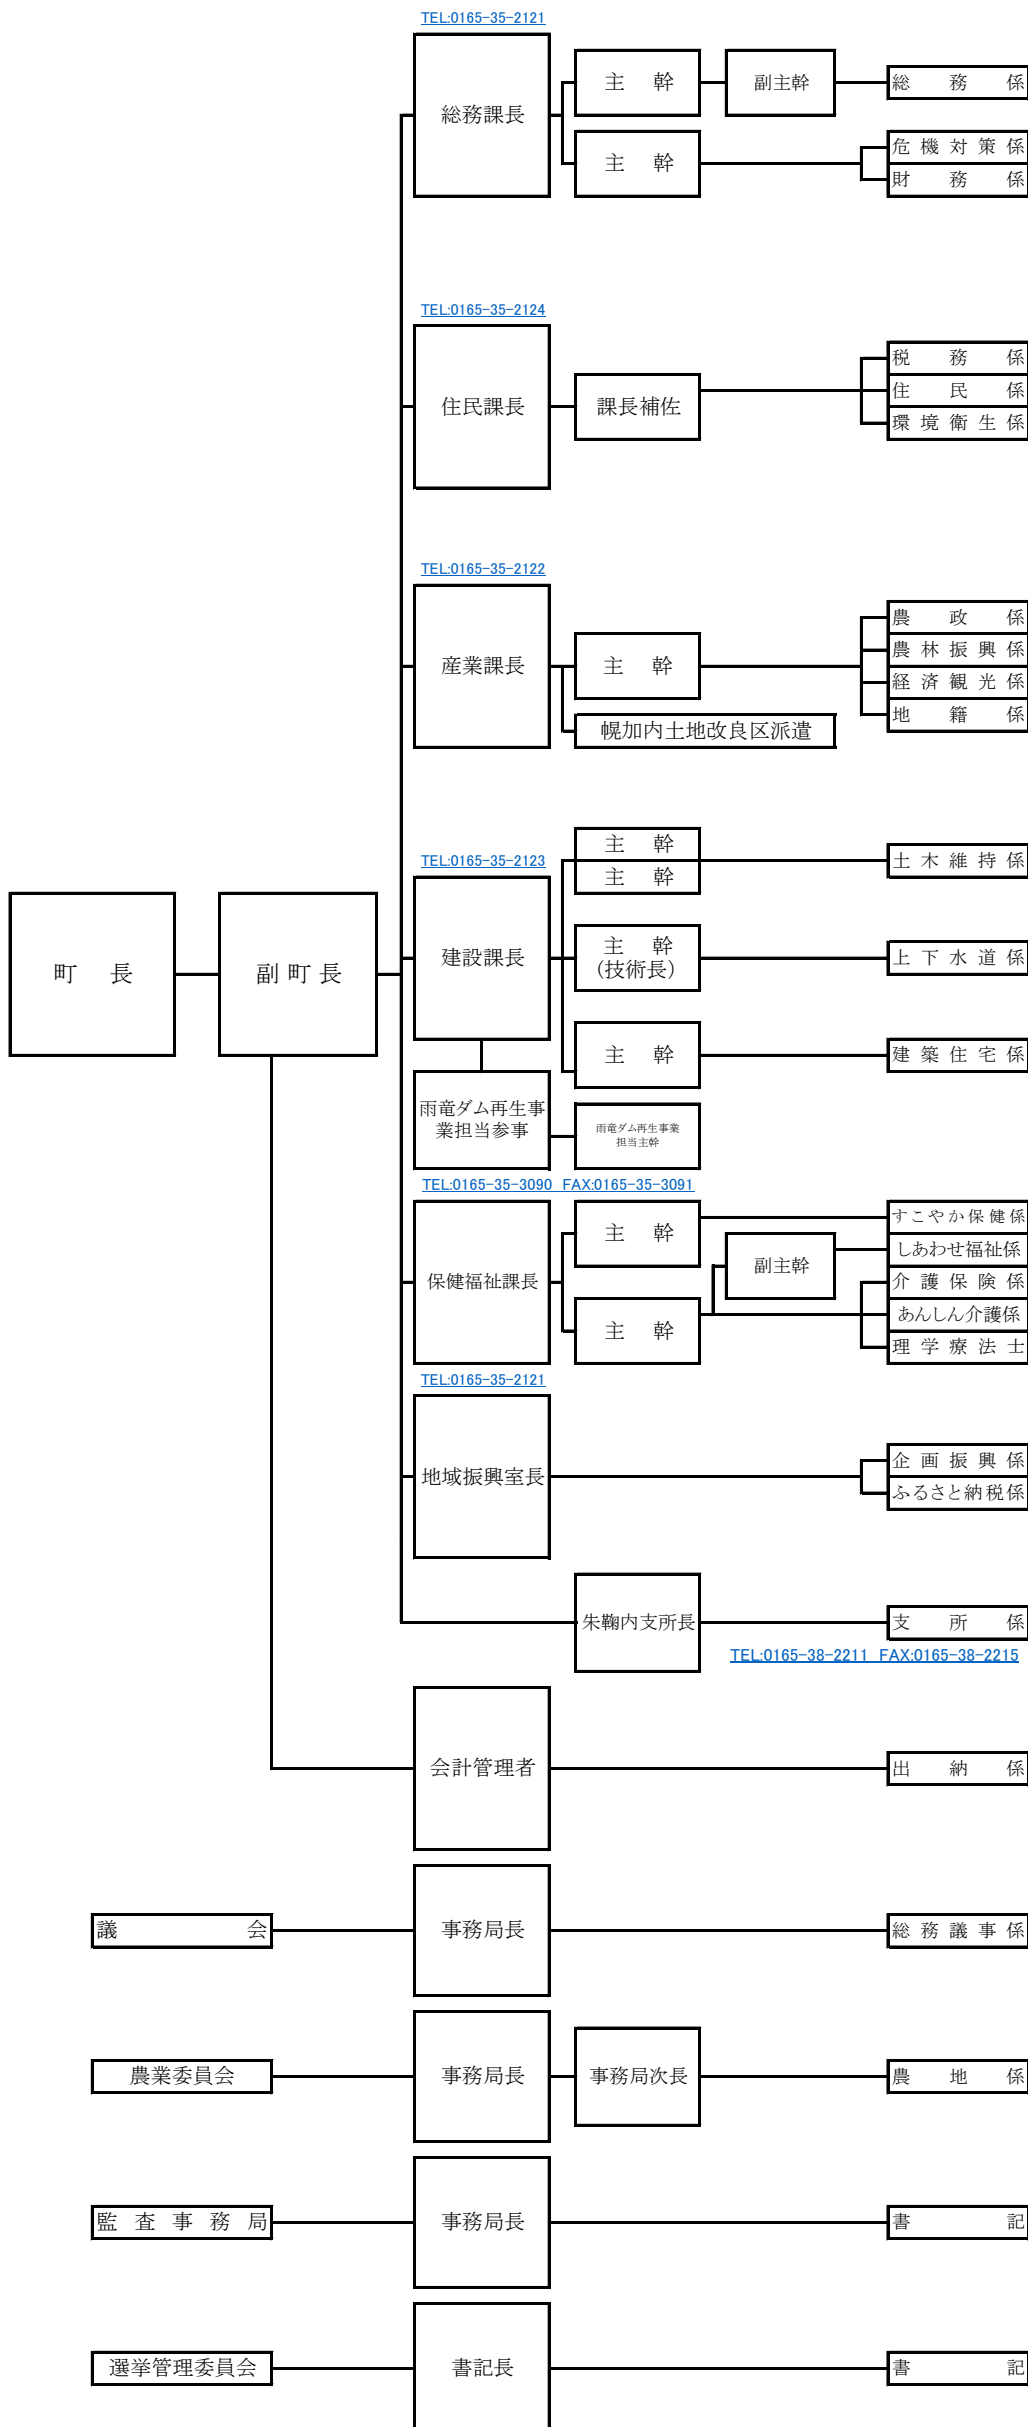 TEL:0165-35-2121
総務課長
主 幹
副主幹
総務係
主 幹
危機対策係
財務係
TEL:0165-35-2124
住民課長
課長補佐
税務係
住民係
環境衛生係
TEL:0165-35-2122
産業課長
主 幹
農政係
農林振興係
経済観光係
地籍係
幌加内土地改良区派遣
町 長
副町長
TEL:0165-35-2123
建設課長
主 幹
主 幹
土木維持係
主 幹
(技術長)
上下水道係
主 幹
建築住宅係
雨竜ダム再生事
業担当参事
雨竜ダム再生事業
担当主幹
TEL:0165-35-3090 FAX:0165-35-3091
保健福祉課長
主 幹
すこやか保健係
副主幹
しあわせ福祉係
主 幹
介護保険係
あんしん介護係
理学療法士
TEL:0165-35-2121
地域振興室長
企画振興係
ふるさと納税係
朱鞠内支所長
支所係
TEL:0165-38-2211 FAX:0165-38-2215
会計管理者
出納係
議会
事務局長
総務議事係
農業委員会
事務局長
事務局次長
農地係
監査事務局
事務局長
書記
選挙管理委員会
書記長
書記